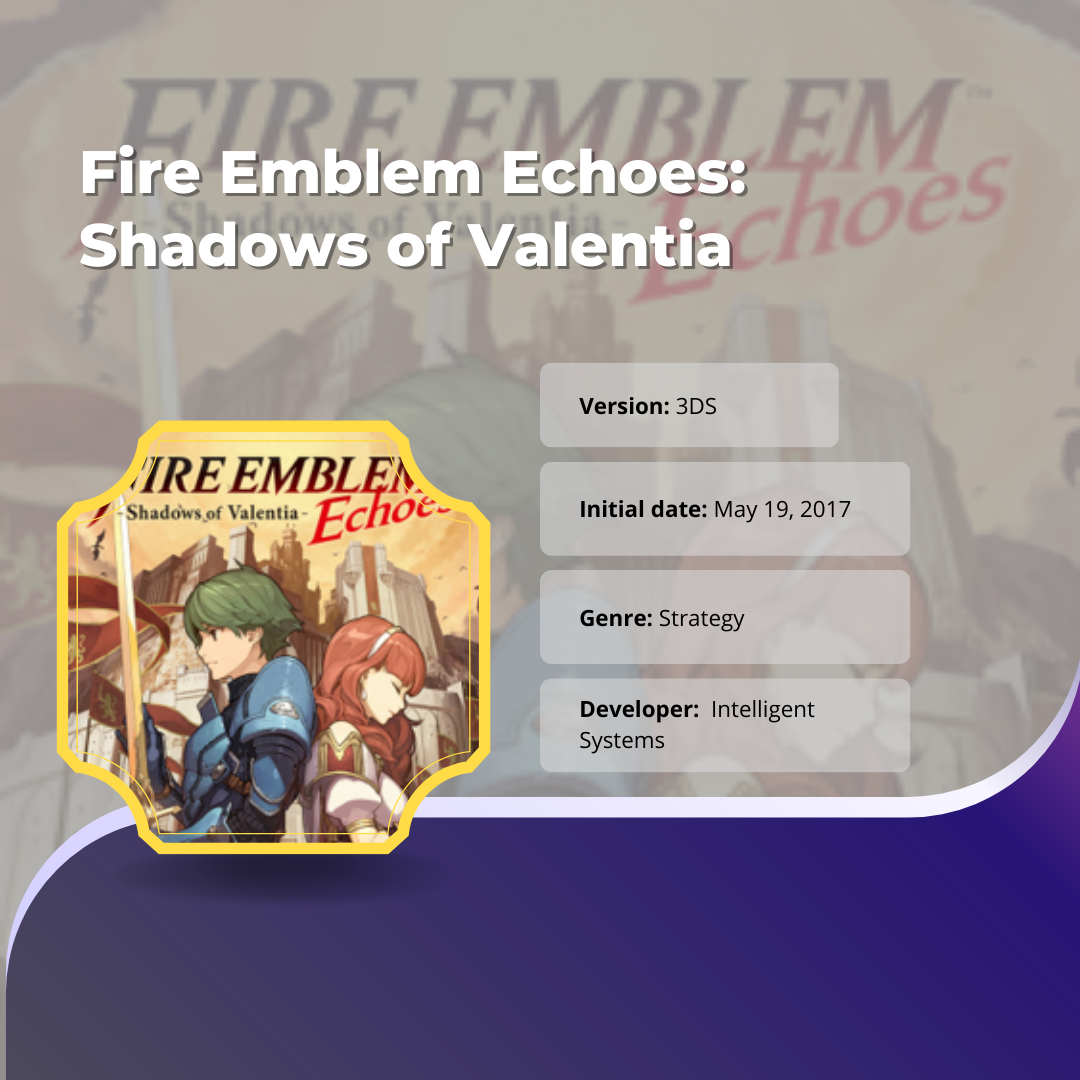 FIRE EMBLEM™
Echoes
-Shadows of Valentia-
Fire Emblem Echoes:
Shadows of Valentia
Version: 3DS
Initial date: May 19, 2017
Genre: Strategy
Developer: Intelligent
Systems
FIRE EMBLEM
-Shadows of Valentia-
Echoes